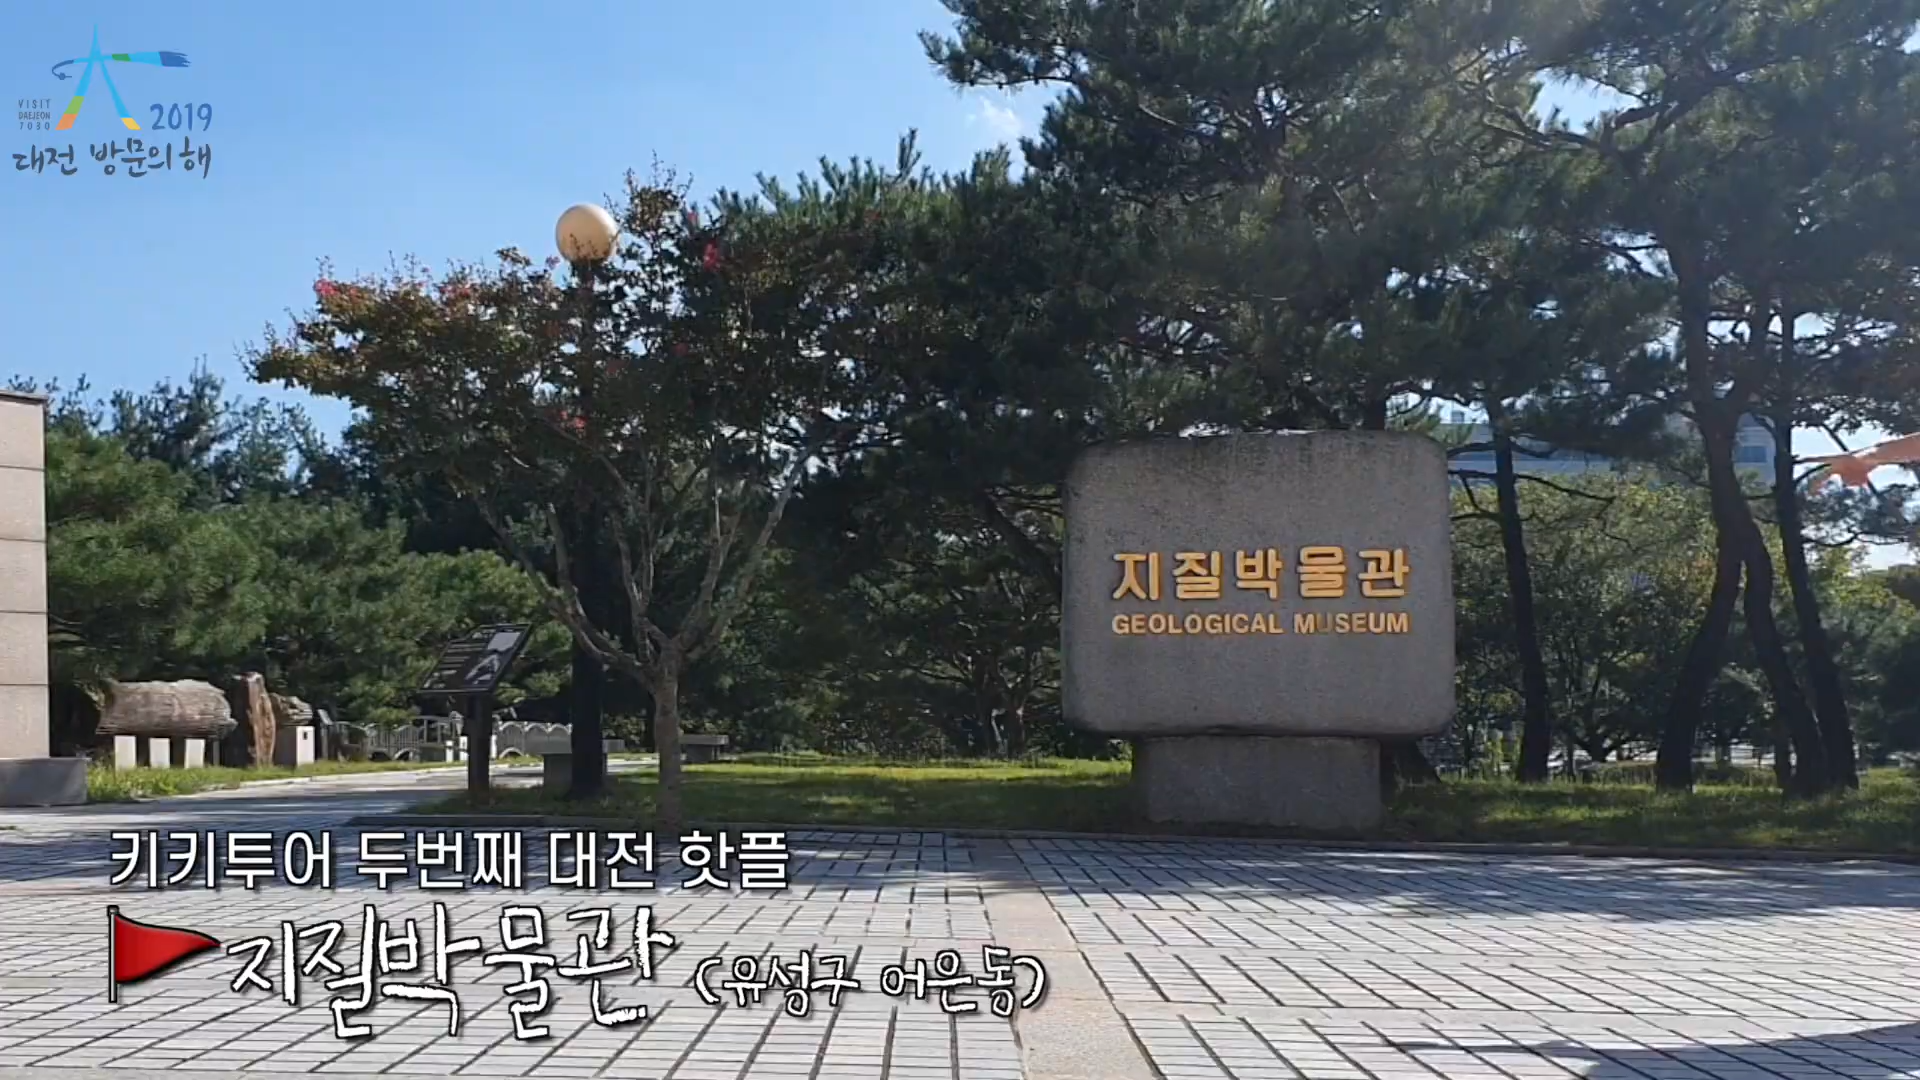 VISIT
DAEJEON
7030
2019
대전 방문의 해
지질박물관
GEOLOGICAL MUSEUM
키키투어 두번째 대전 핫플
지질박물관 (유성구 어은동)